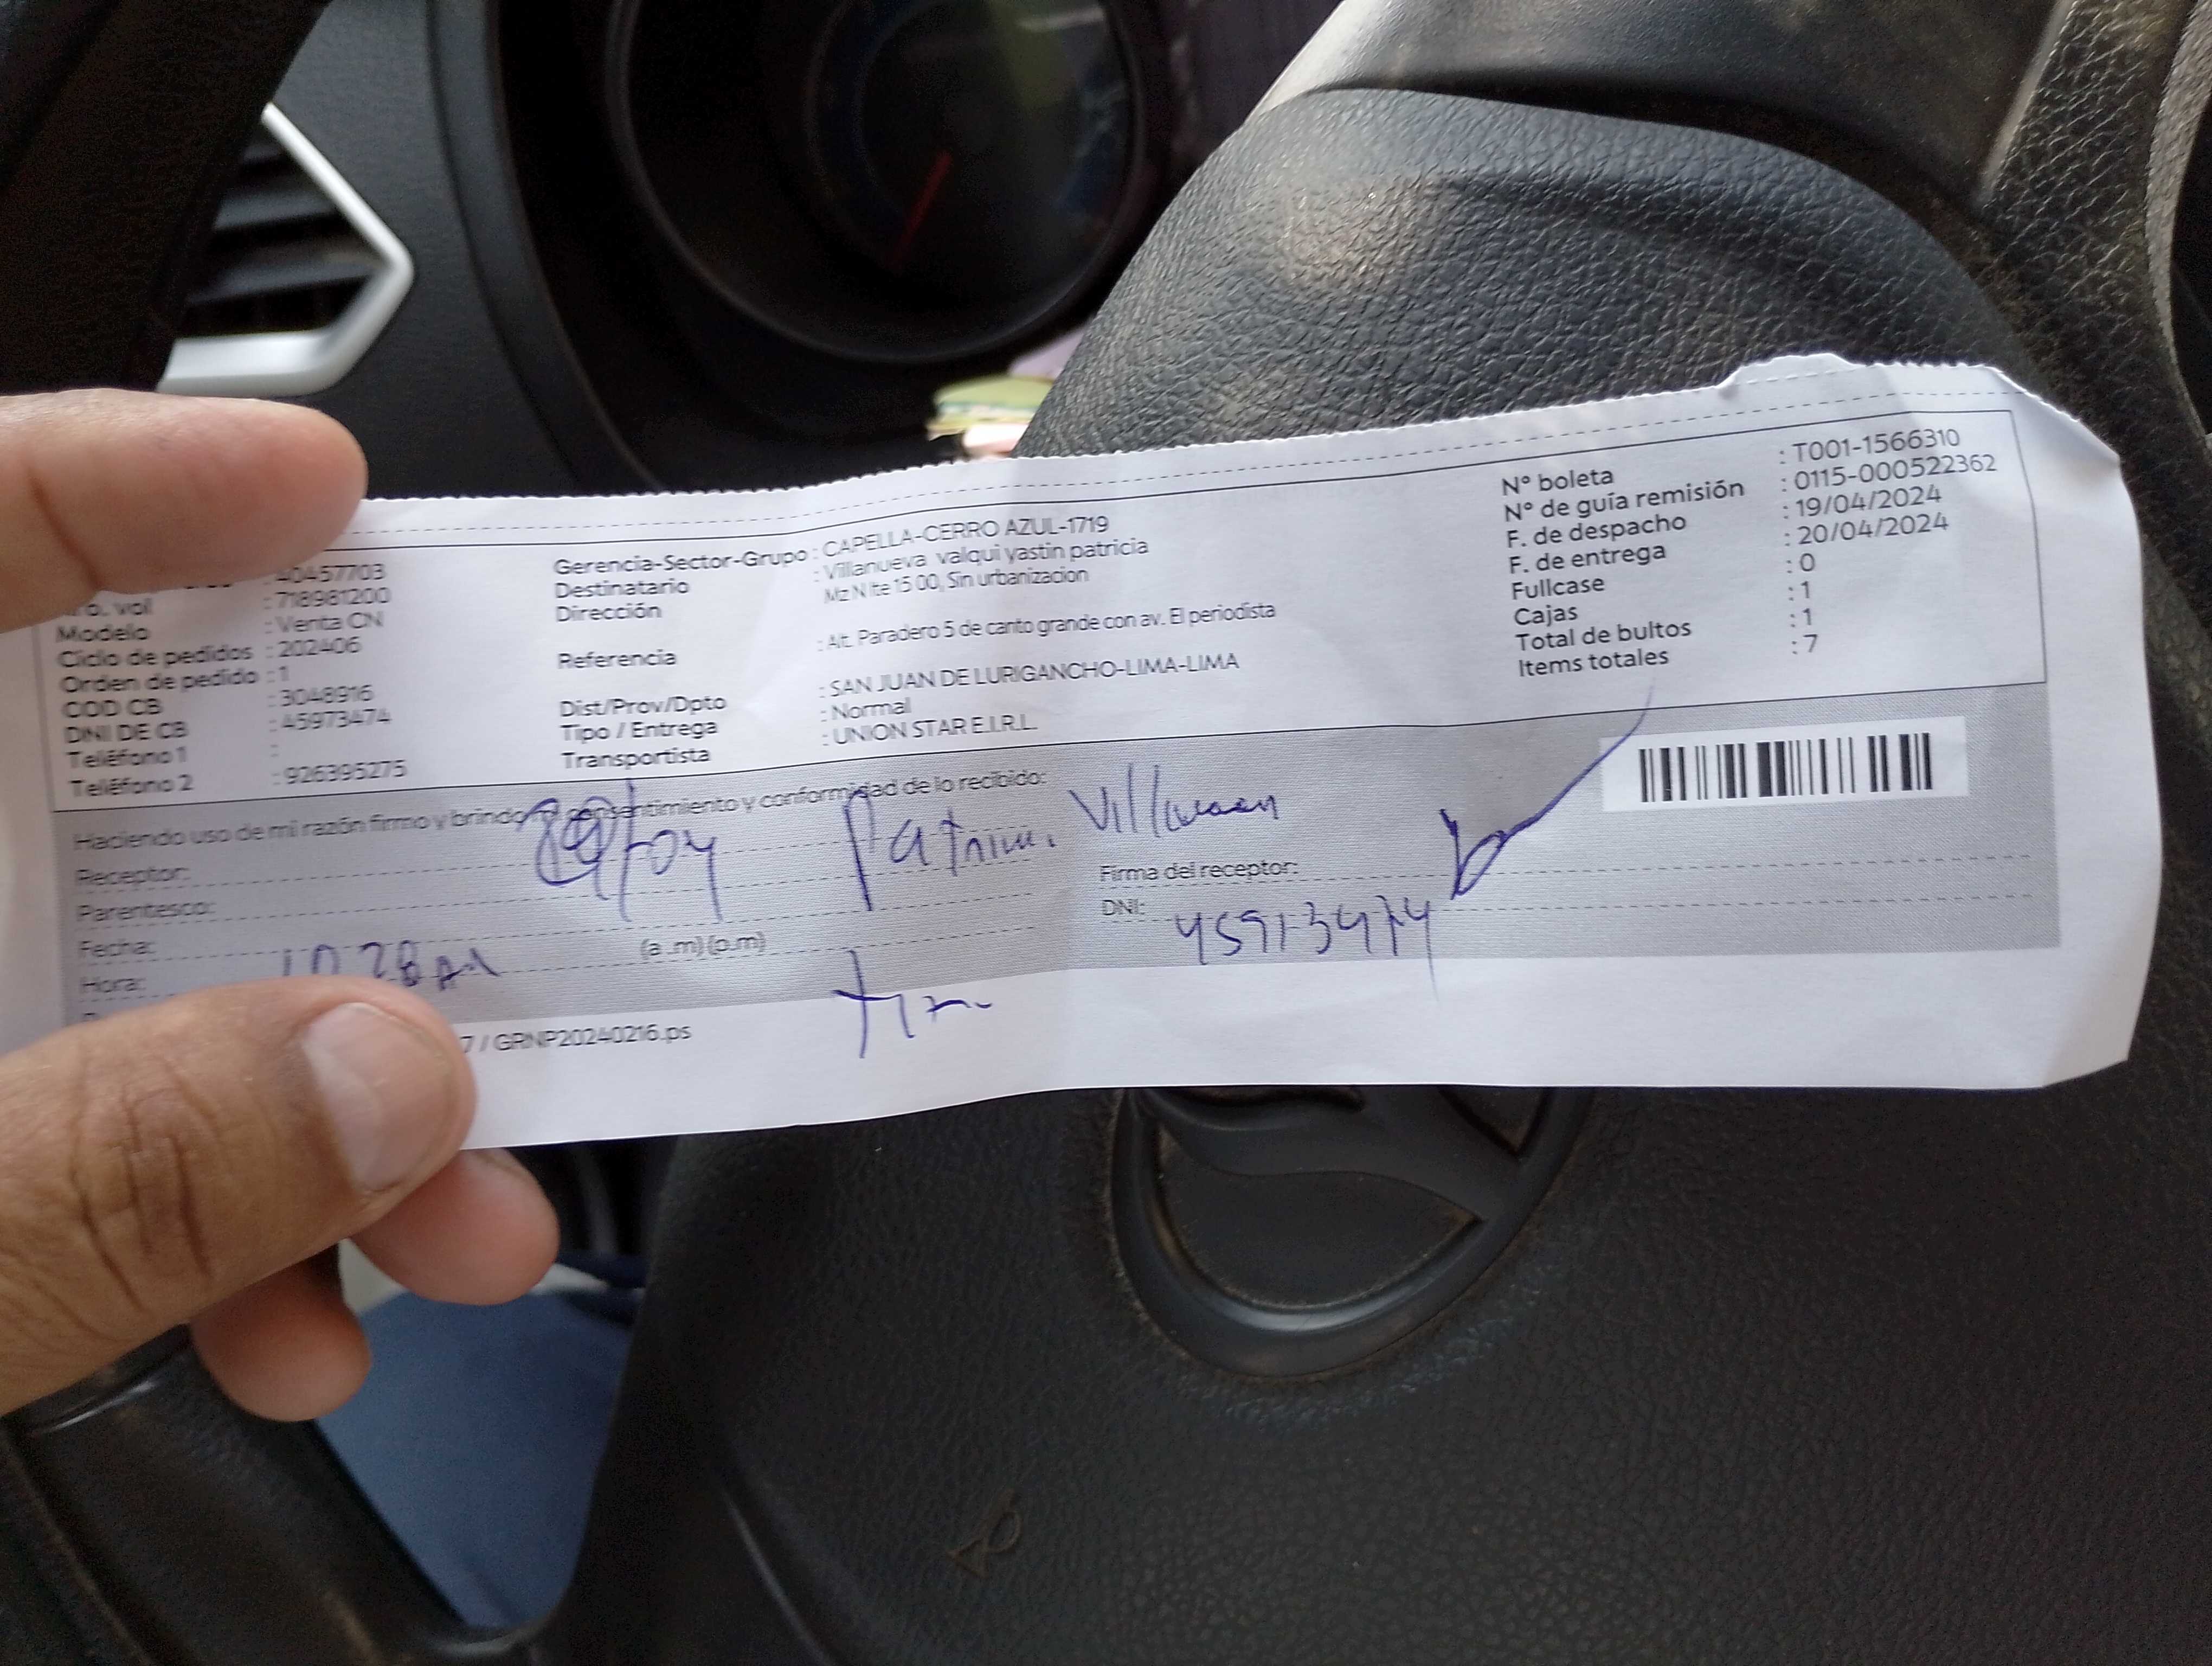 : 40457703
o. vol : 718981200
Modelo : Venta CN
Ciclo de pedidos : 202406
Orden de pedido : 1
COD CB : 3048916
DNI DE CB : 45973474
Teléfono 1 :
Teléfono 2 : 926395275
Gerencia-Sector-Grupo : CAPELLA-CERRO AZUL-1719
Destinatario : Villanueva valqui yastin patricia
Dirección : Mz N lte 15 00, Sin urbanizacion
Referencia : Alt. Paradero 5 de canto grande con av. El periodista
Dist/Prov/Dpto : SAN JUAN DE LURIGANCHO-LIMA-LIMA
Tipo / Entrega : Normal
Transportista : UNION STAR E.I.R.L.
N° boleta : T001-1566310
N° de guía remisión : 0115-000522362
F. de despacho : 19/04/2024
F. de entrega : 20/04/2024
Fullcase : 0
Cajas : 1
Total de bultos : 1
Items totales : 7
Haciendo uso de mi razón firmo y brindo mi consentimiento y conformidad de lo recibido:
Receptor:
Parentesco:
Fecha:
Hora: (a .m) (p.m)
Firma del receptor:
DNI: 45973474
7 / GRNP20240216.ps